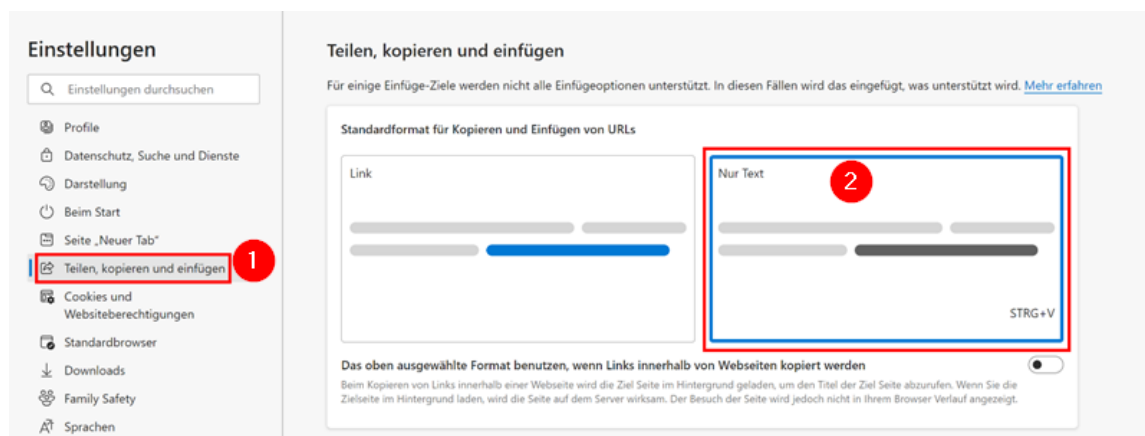 Einstellungen
Einstellungen durchsuchen
Profile
Datenschutz, Suche und Dienste
Darstellung
Beim Start
Seite „Neuer Tab"
Teilen, kopieren und einfügen
1
Cookies und
Websiteberechtigungen
Standardbrowser
Downloads
Family Safety
Sprachen
Teilen, kopieren und einfügen
Für einige Einfüge-Ziele werden nicht alle Einfügeoptionen unterstützt. In diesen Fällen wird das eingefügt, was unterstützt wird. Mehr erfahren
Standardformat für Kopieren und Einfügen von URLs
Link
Nur Text
2
STRG+V
Das oben ausgewählte Format benutzen, wenn Links innerhalb von Webseiten kopiert werden
Beim Kopieren von Links innerhalb einer Webseite wird die Ziel Seite im Hintergrund geladen, um den Titel der Ziel Seite abzurufen. Wenn Sie die
Zielseite im Hintergrund laden, wird die Seite auf dem Server wirksam. Der Besuch der Seite wird jedoch nicht in Ihrem Browser Verlauf angezeigt.